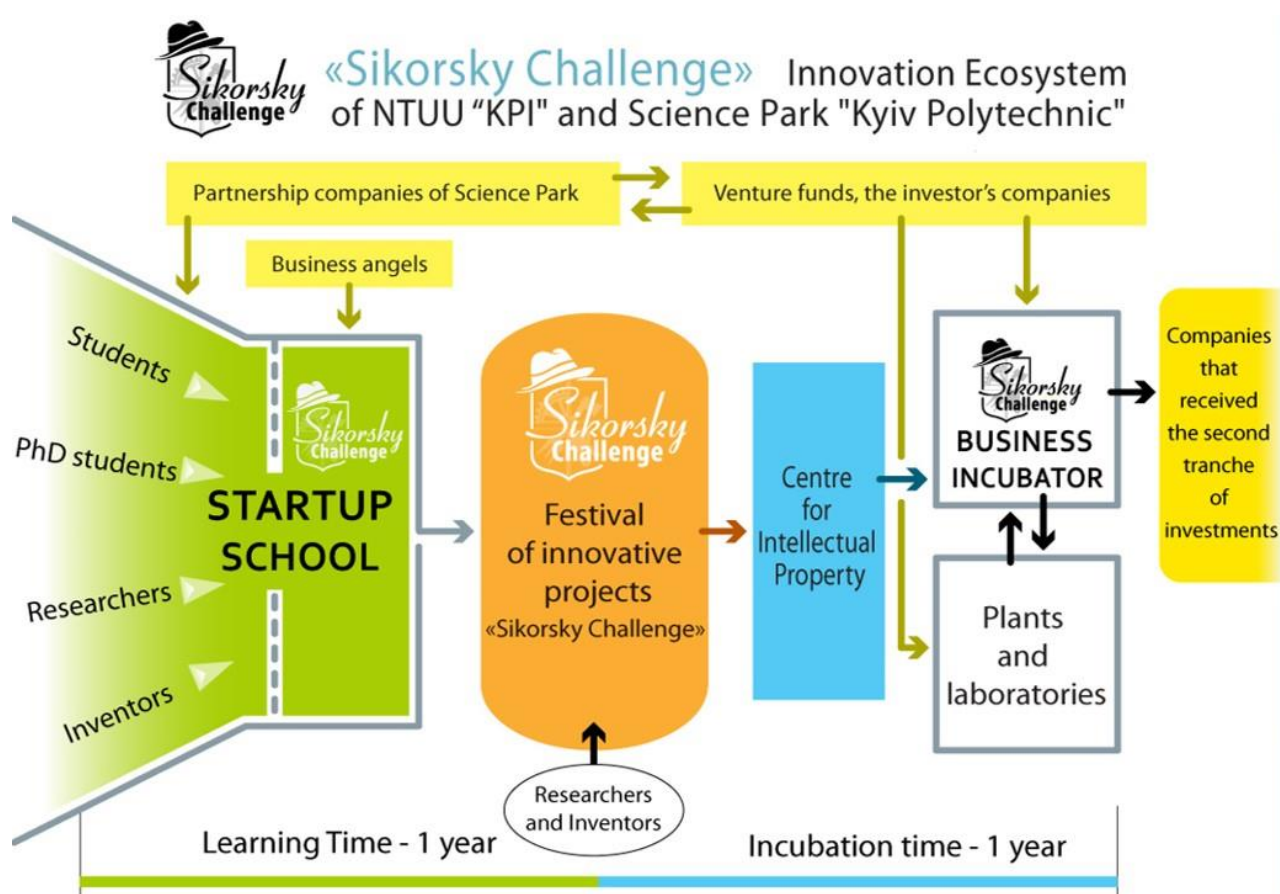 Sikorsky
Challenge
«Sikorsky Challenge» Innovation Ecosystem
of NTUU “KPI" and Science Park "Kyiv Polytechnic"
Partnership companies of Science Park
Venture funds, the investor’s companies
Business angels
Students
PhD students
Researchers
Inventors
Sikorsky
Challenge
STARTUP
SCHOOL
Sikorsky
Challenge
Festival
of innovative
projects
«Sikorsky Challenge»
Researchers
and Inventors
Centre
for
Intellectual
Property
Sikorsky
Challenge
BUSINESS
INCUBATOR
Plants
and
laboratories
Companies
that
received
the second
tranche
of
investments
Learning Time - 1 year
Incubation time - 1 year